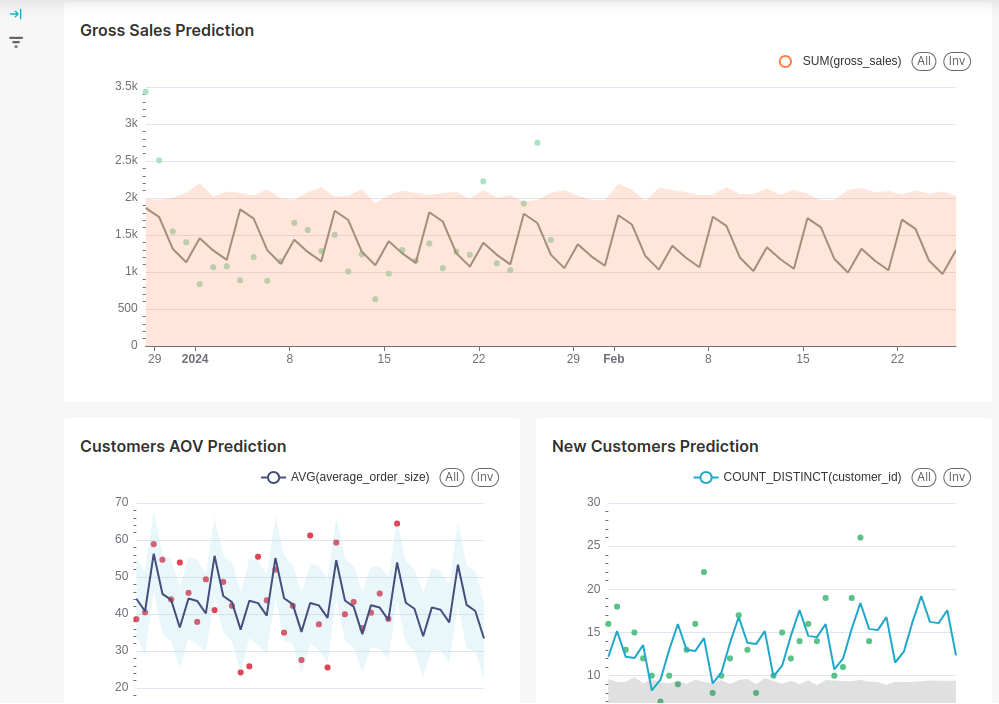 Gross Sales Prediction
SUM(gross_sales) All Inv
3.5k
3k
2.5k
2k
1.5k
1k
500
0
29 2024 8 15 22 29 Feb 8 15 22
Customers AOV Prediction
AVG(average_order_size) All Inv
70
60
50
40
30
20
New Customers Prediction
COUNT_DISTINCT(customer_id) All Inv
30
25
20
15
10